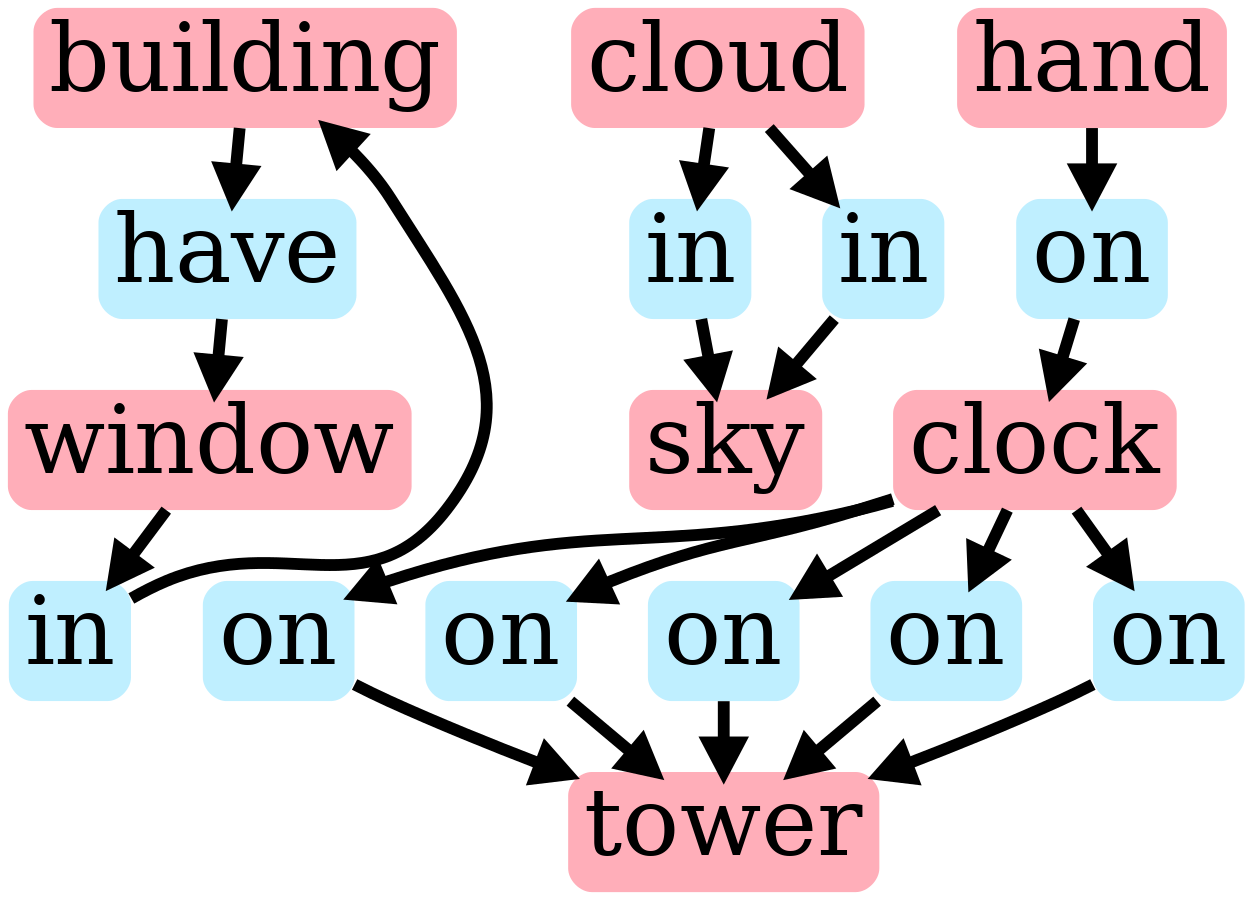 building cloud hand
have in in on
window sky clock
in on on on on on
tower